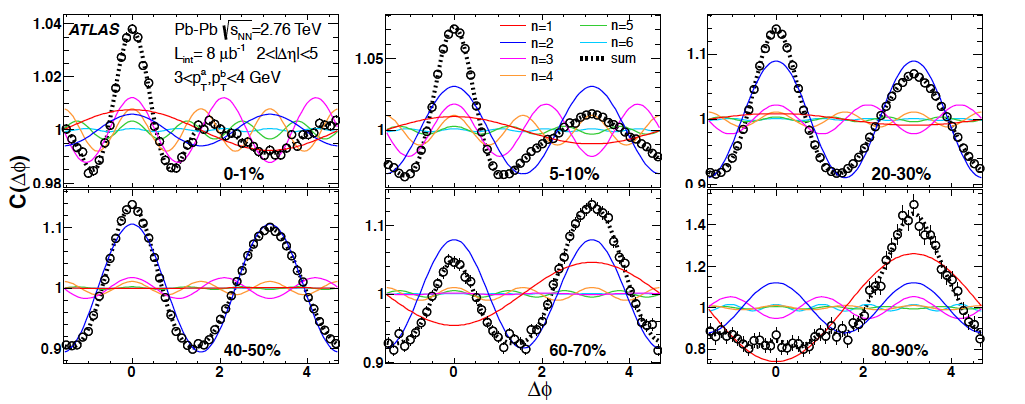 ATLAS Pb-Pb √sNN=2.76 TeV
Lint= 8 μb-1 2<|Δη|<5
3<pTa,pTb<4 GeV
n=1 n=5
n=2 n=6
n=3 sum
n=4
1.04
1.02
1
0.98
0-1%
1.05
1
5-10%
1.1
1
0.9
20-30%
C(Δϕ)
1.1
1
0.9
40-50%
0 2 4
1.1
1
0.9
60-70%
0 2 4
1.4
1.2
1
0.8
80-90%
0 2 4
Δϕ